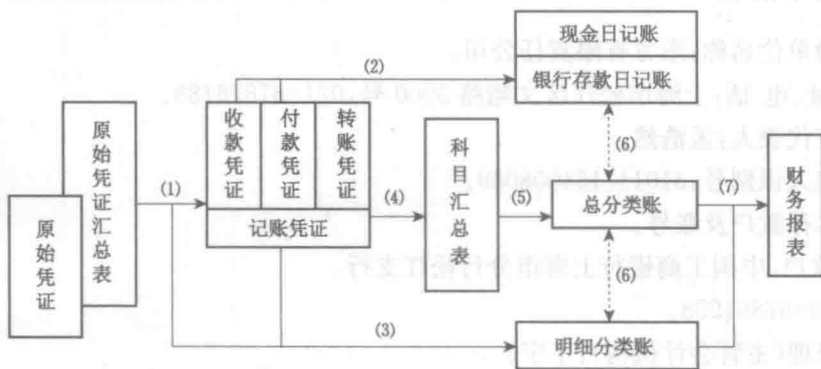 现金日记账
银行存款日记账
(2)
收款凭证
付款凭证
转账凭证
记账凭证
原始凭证汇总表
原始凭证
(1)
(4)
科目汇总表
(5)
(6)
总分类账
(7)
财务报表
(6)
(3)
明细分类账